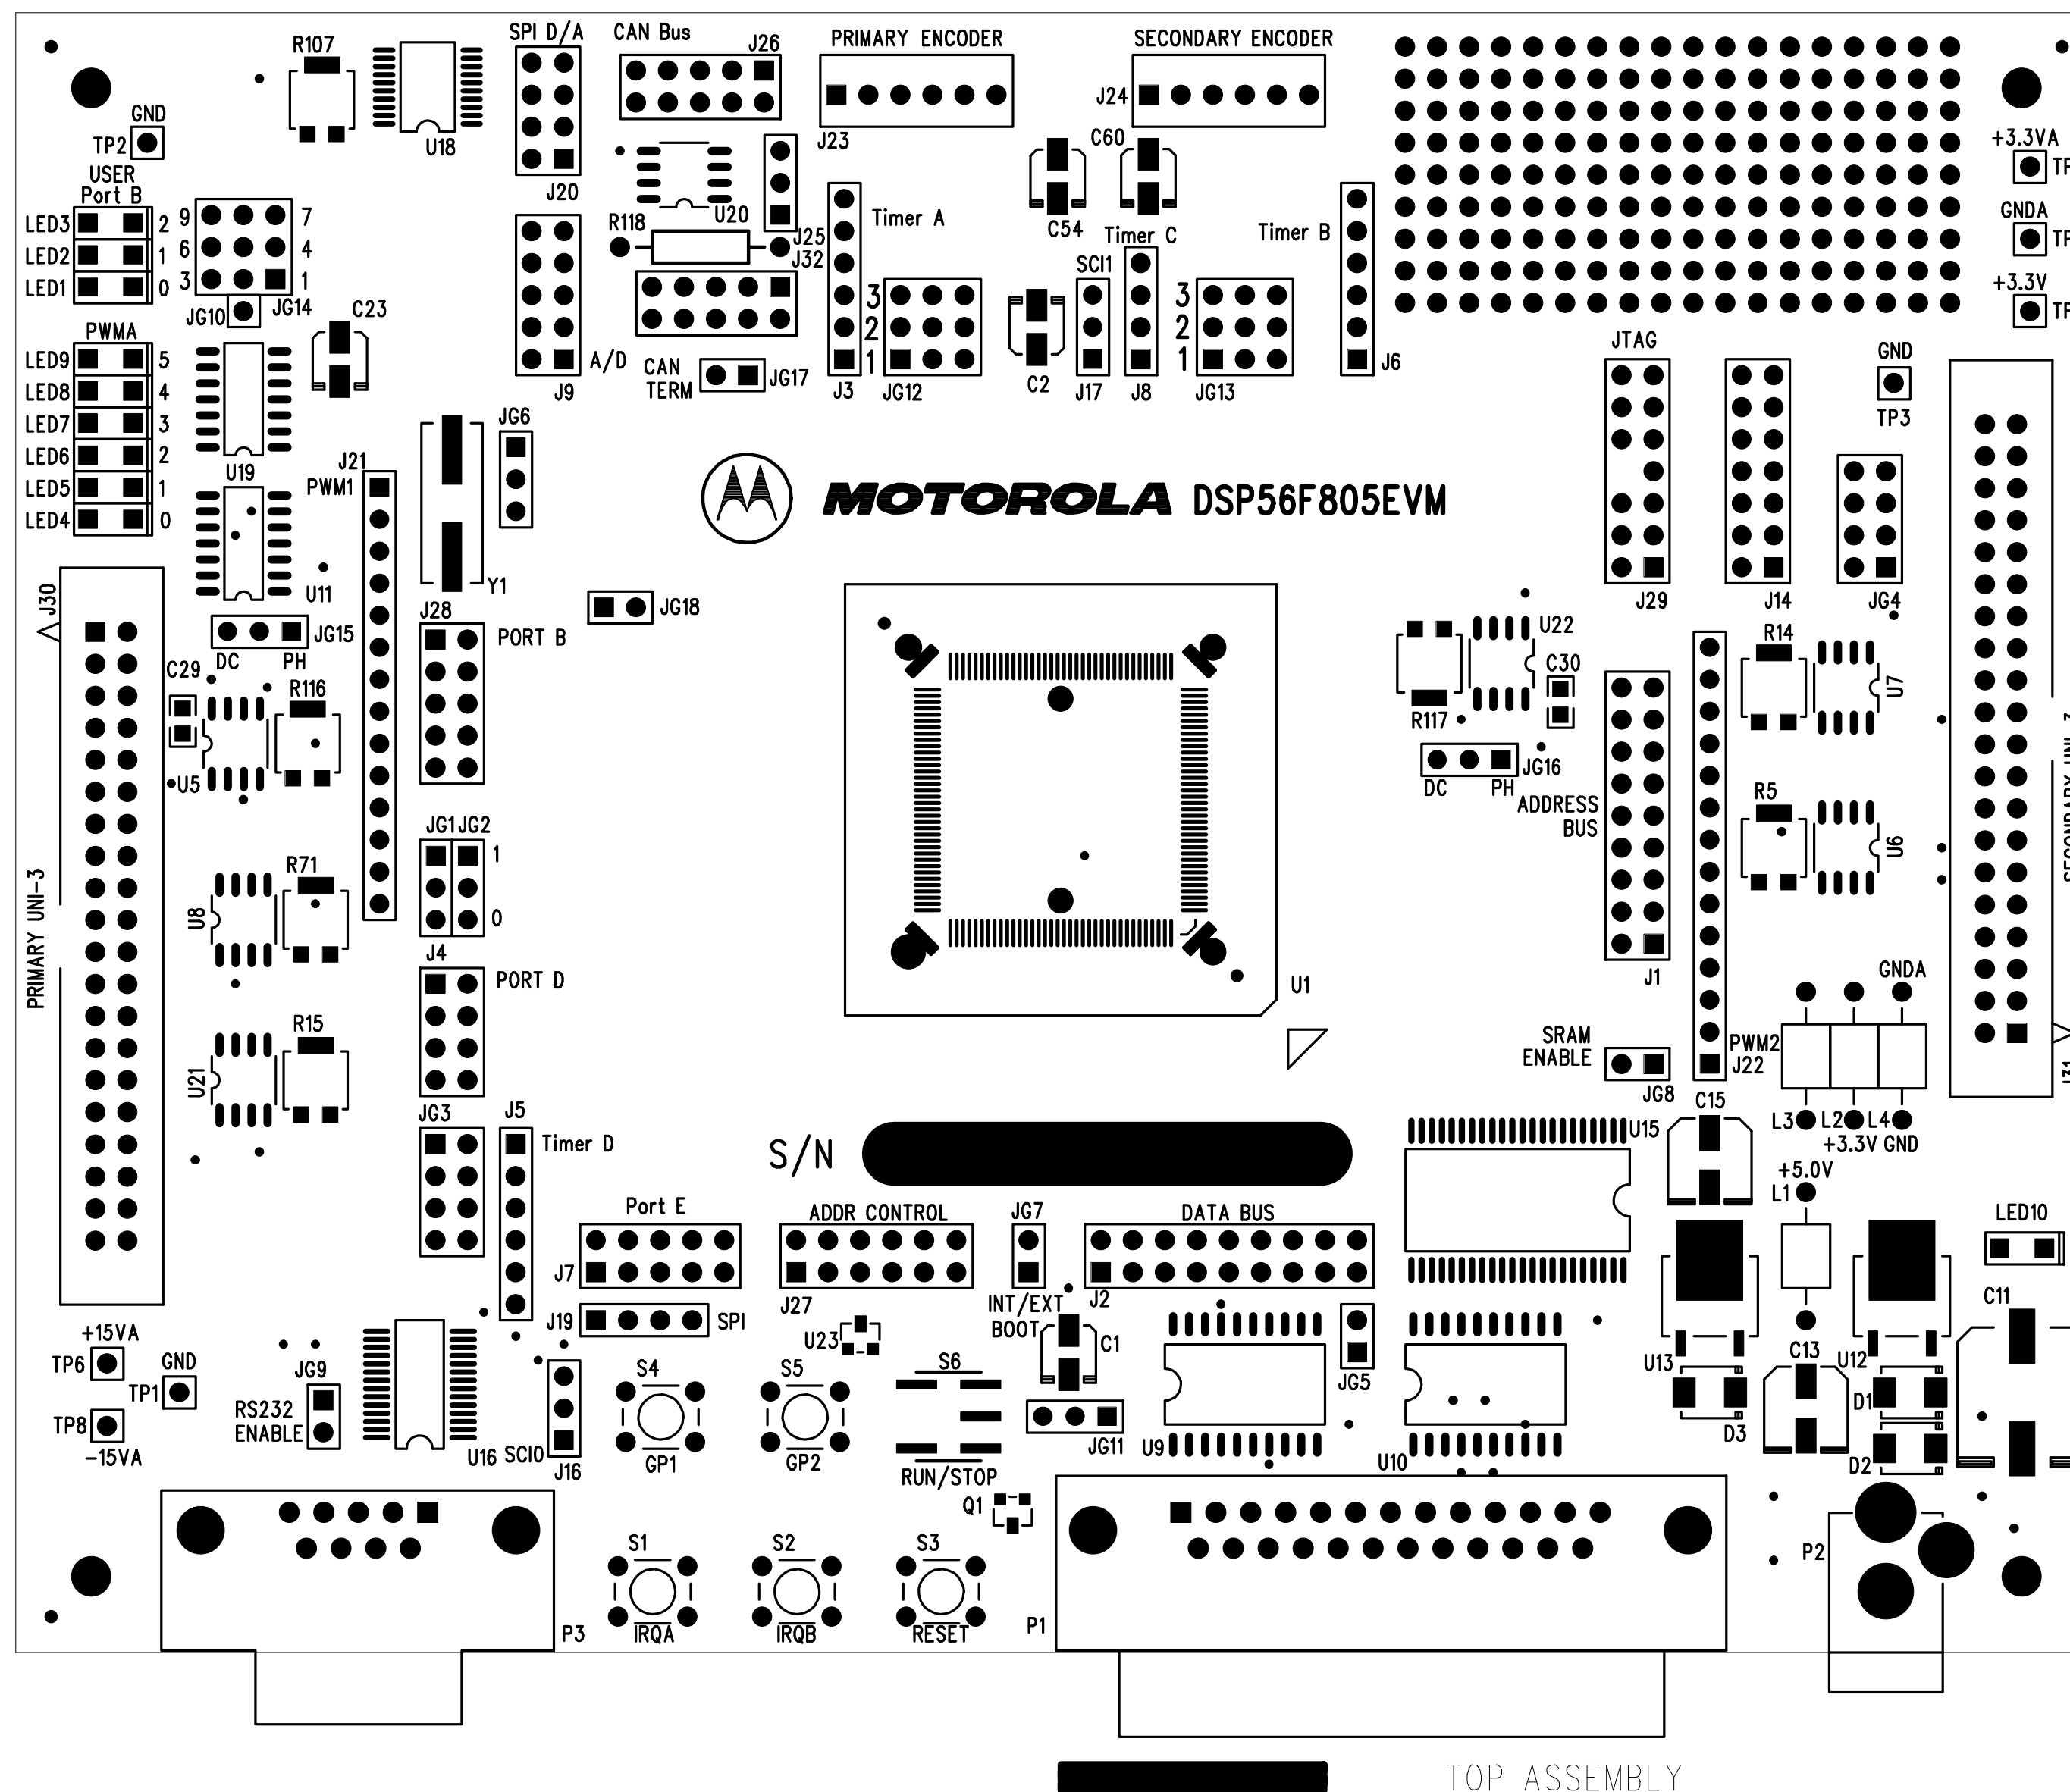 SPI D/A
CAN Bus
PRIMARY ENCODER
SECONDARY ENCODER
R107
J26
J24
J23
C60
GND
TP2
U18
+3.3VA
USER
Port B
J20
U20
R118
Timer A
C54
Timer C
Timer B
GNDA
LED3 2
LED2 1
LED1 0
9 7
6 4
3 1
J25
J32
SCI1
+3.3V
JG10
JG14
C23
3
2
1
3
2
1
PWMA
LED9 5
LED8 4
LED7 3
LED6 2
LED5 1
LED4 0
A/D
J9
CAN
TERM
JG17
J3
JG12
C2
J17
J8
JG13
J6
JTAG
GND
TP3
JG6
U19
J21
PWM1
MOTOROLA DSP56F805EVM
U11
Y1
J30
J28
PORT B
JG18
J29
J14
JG4
JG15
DC PH
U22
R14
C29
R116
C30
U7
R117
U5
JG16
DC PH
ADDRESS
BUS
R5
U6
JG1 JG2
1
0
R71
U8
PRIMARY UNI-3
J4
PORT D
U1
J1
GNDA
R15
U21
SRAM
ENABLE
PWM2
J22
JG8
C15
JG3
J5
Timer D
S/N
U15
L3 L2 L4
+3.3V GND
+5.0V
L1
Port E
ADDR CONTROL
JG7
DATA BUS
LED10
J7
J27
INT/EXT
BOOT
J2
C11
J19
SPI
U23
C1
+15VA
TP6
GND
TP1
TP8
-15VA
JG9
RS232
ENABLE
S4
S5
S6
JG5
U13
C13
U12
D1
D3
D2
U16
SCI0
J16
GP1
GP2
RUN/STOP
JG11
U9
U10
Q1
S1
S2
S3
P2
P3
IRQA
IRQB
RESET
P1
TOP ASSEMBLY